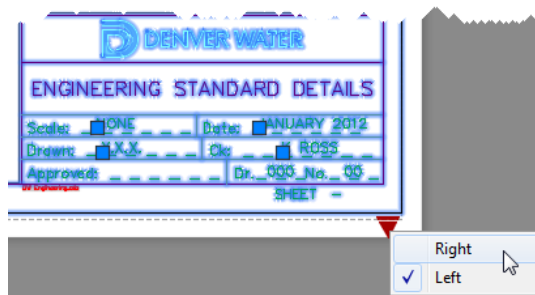 DENVER WATER
ENGINEERING STANDARD DETAILS
Scale: NONE Date: JANUARY 2012
Drawn: X.X.X. Ck: ROSS
Approved: Dr. 000 No. 00
SHEET -
Right
Left